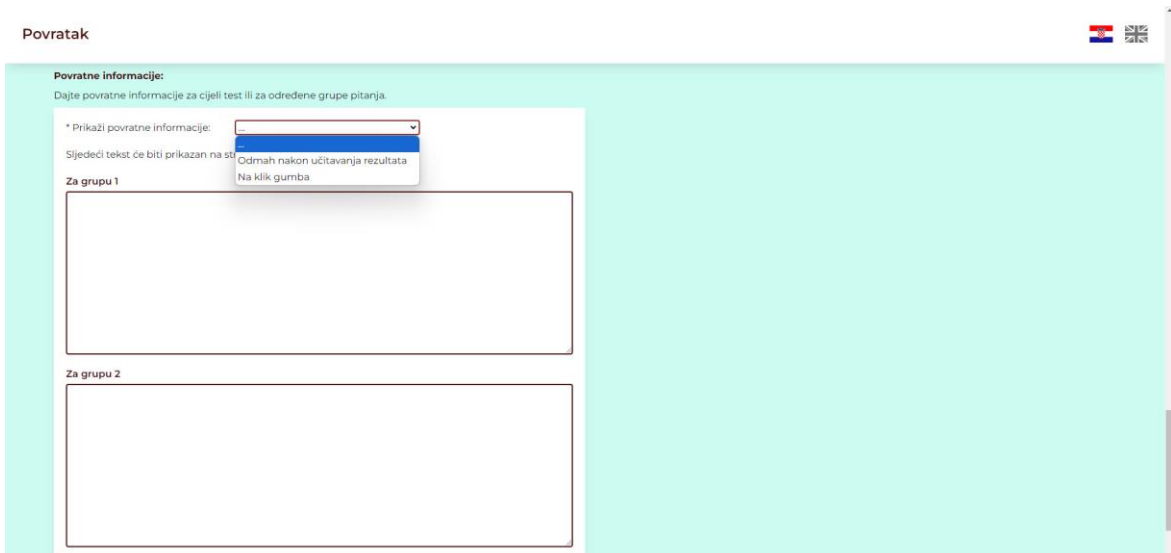 Povratak
Povratne informacije:
Dajte povratne informacije za cijeli test ili za određene grupe pitanja.
* Prikaži povratne informacije: ...
...
Sljedeći tekst će biti prikazan na
Odmah nakon učitavanja rezultata
Na klik gumba
Za grupu 1
Za grupu 2